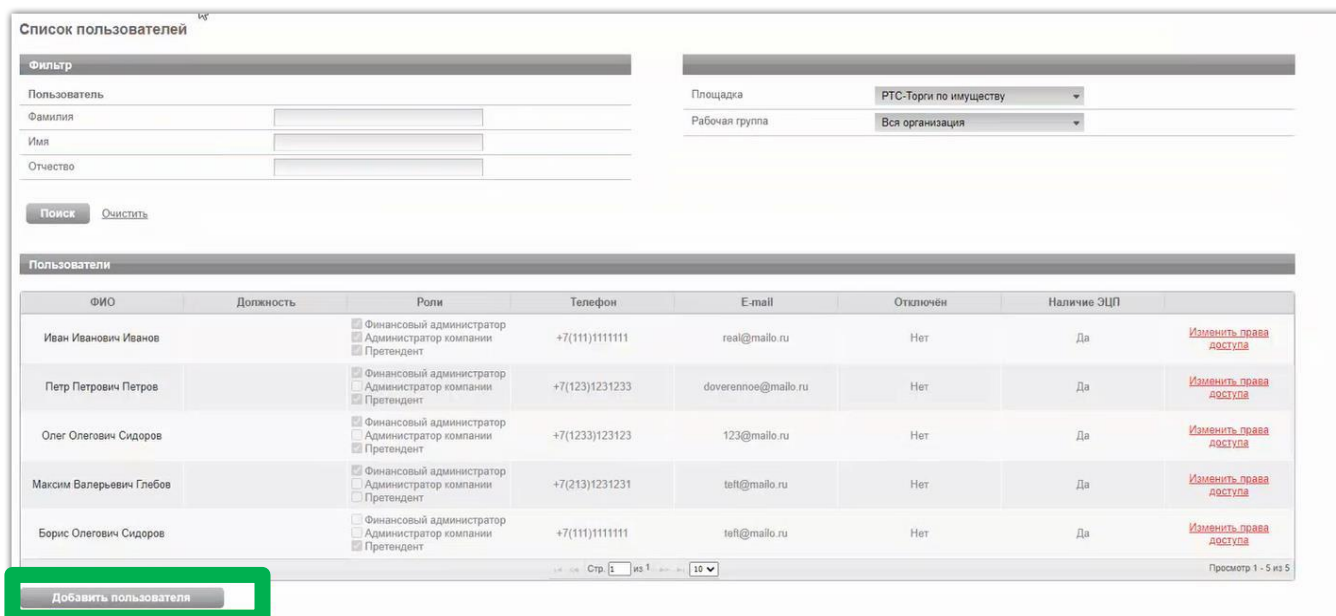 Список пользователей
Фильтр
Пользователь
Фамилия
Имя
Отчество
Площадка РТС-Торги по имуществу
Рабочая группа Вся организация
Поиск Очистить
Пользователи
ФИО Должность Роли Телефон E-mail Отключён Наличие ЭЦП
Финансовый администратор
Иван Иванович Иванов Администратор компании +7(111)1111111 real@mailo.ru Нет Да Изменить права
Претендент доступа
Финансовый администратор
Петр Петрович Петров Администратор компании +7(123)1231233 doverennoe@mailo.ru Нет Да Изменить права
Претендент доступа
Финансовый администратор
Олег Олегович Сидоров Администратор компании +7(1233)123123 123@mailo.ru Нет Да Изменить права
Претендент доступа
Финансовый администратор
Максим Валерьевич Глебов Администратор компании +7(213)1231231 teft@mailo.ru Нет Да Изменить права
Претендент доступа
Финансовый администратор
Борис Олегович Сидоров Администратор компании +7(111)1111111 teft@mailo.ru Нет Да Изменить права
Претендент доступа
Стр. 1 из 1 10 Просмотр 1 - 5 из 5
Добавить пользователя